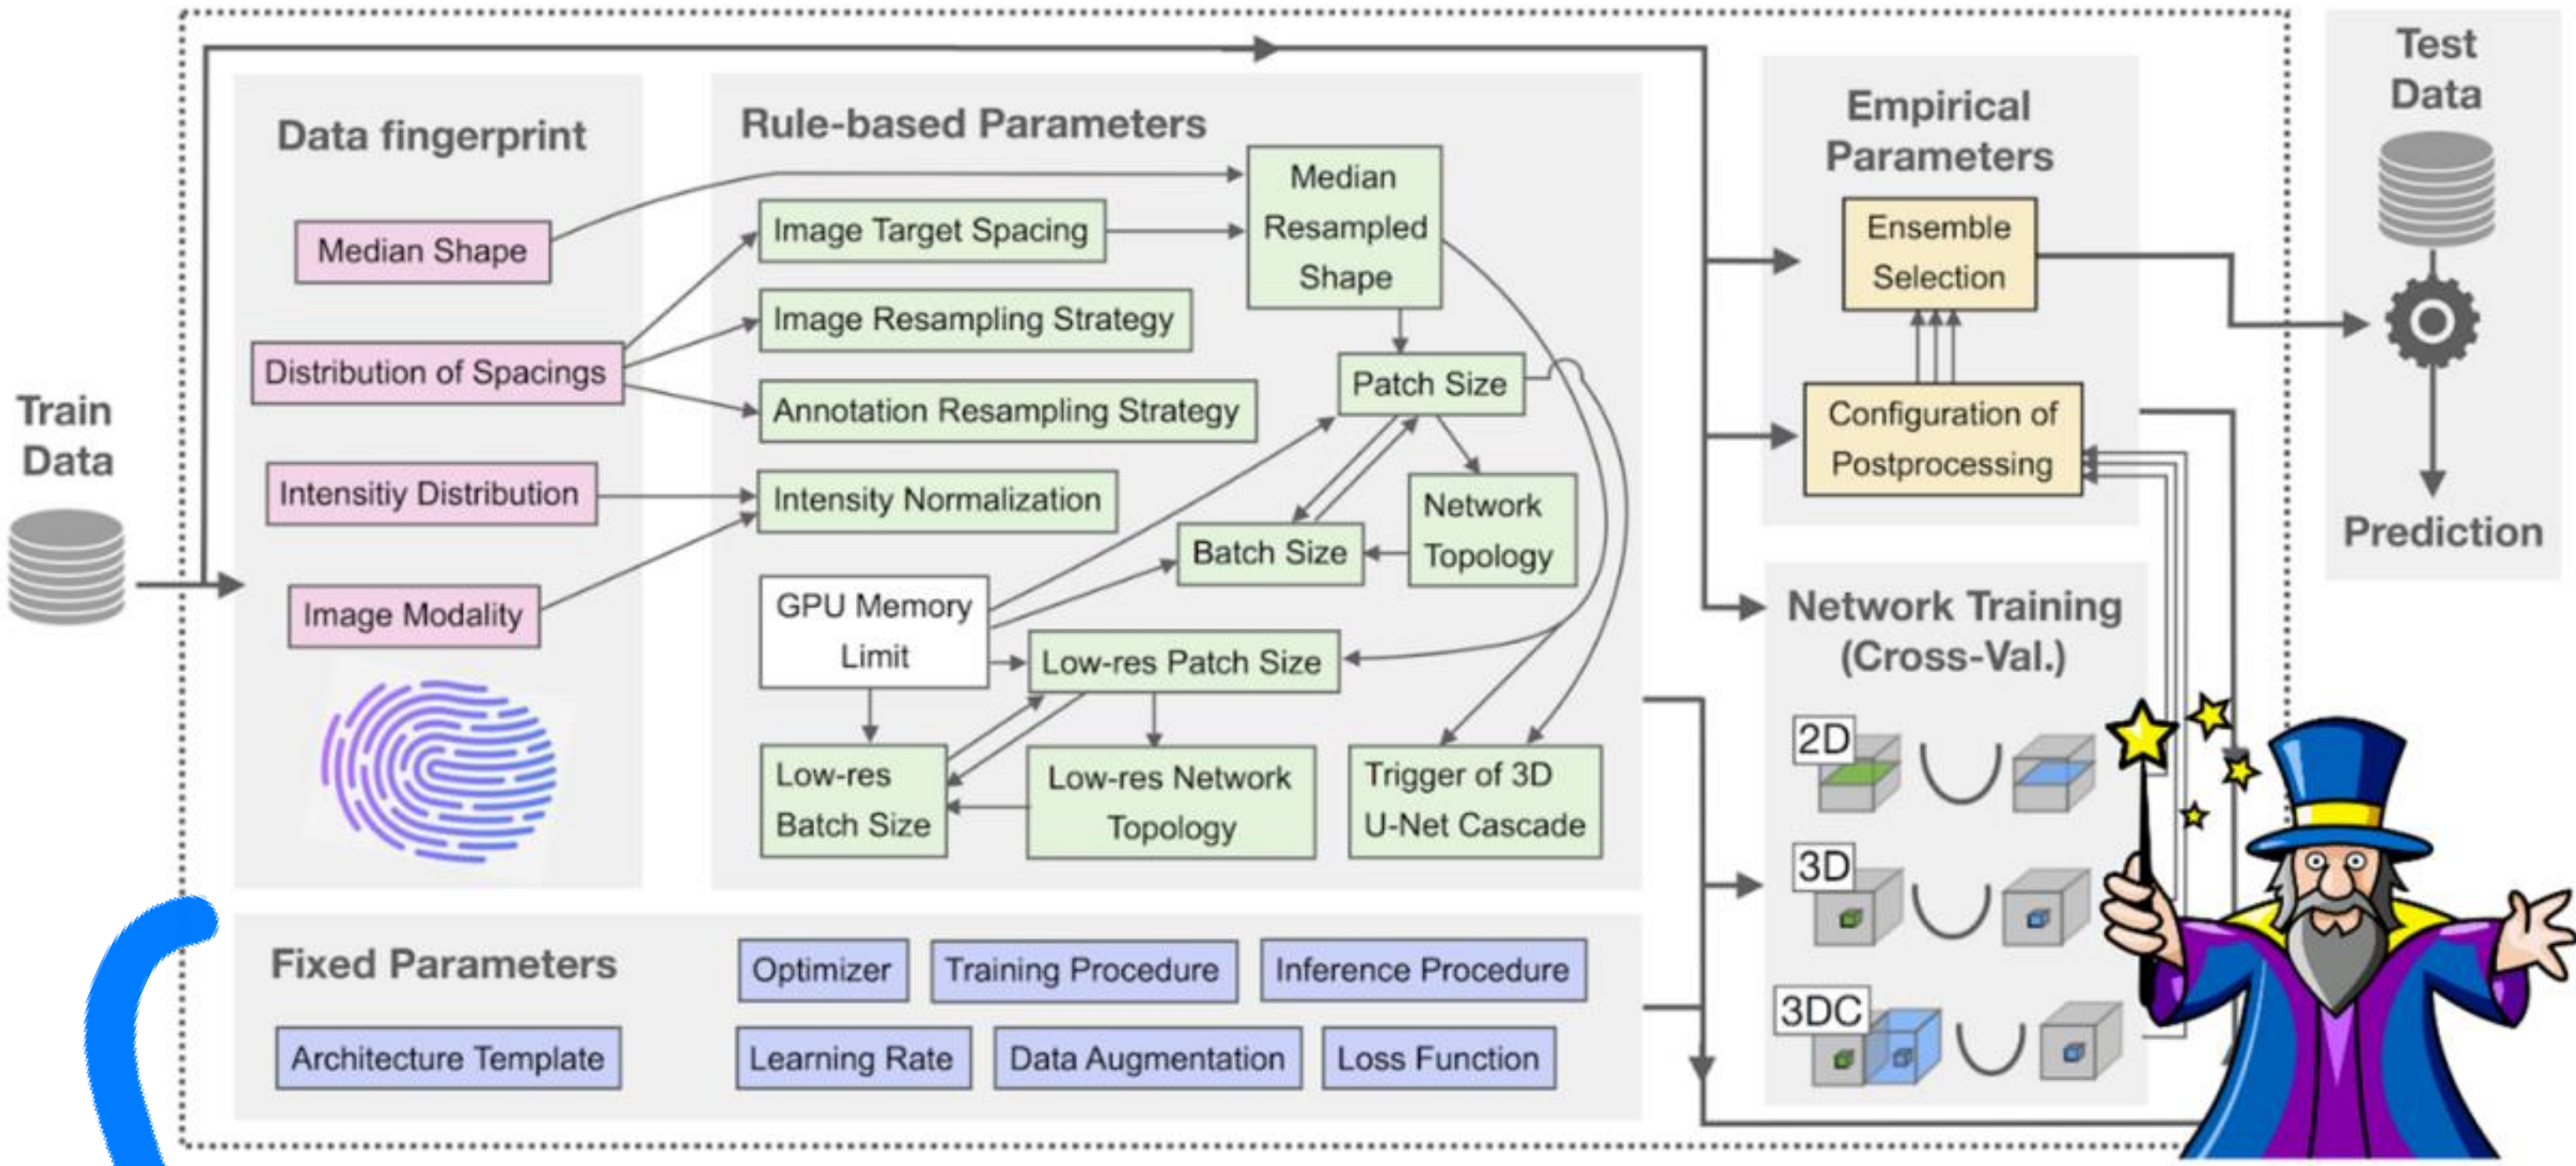 Train
Data
Data fingerprint
Median Shape
Distribution of Spacings
Intensitiy Distribution
Image Modality
Rule-based Parameters
Image Target Spacing
Image Resampling Strategy
Annotation Resampling Strategy
Intensity Normalization
Median
Resampled
Shape
Patch Size
Network
Topology
Batch Size
GPU Memory
Limit
Low-res Patch Size
Low-res
Batch Size
Low-res Network
Topology
Trigger of 3D
U-Net Cascade
Fixed Parameters
Architecture Template
Optimizer
Training Procedure
Inference Procedure
Learning Rate
Data Augmentation
Loss Function
Empirical
Parameters
Ensemble
Selection
Configuration of
Postprocessing
Network Training
(Cross-Val.)
2D
3D
3DC
Test
Data
Prediction